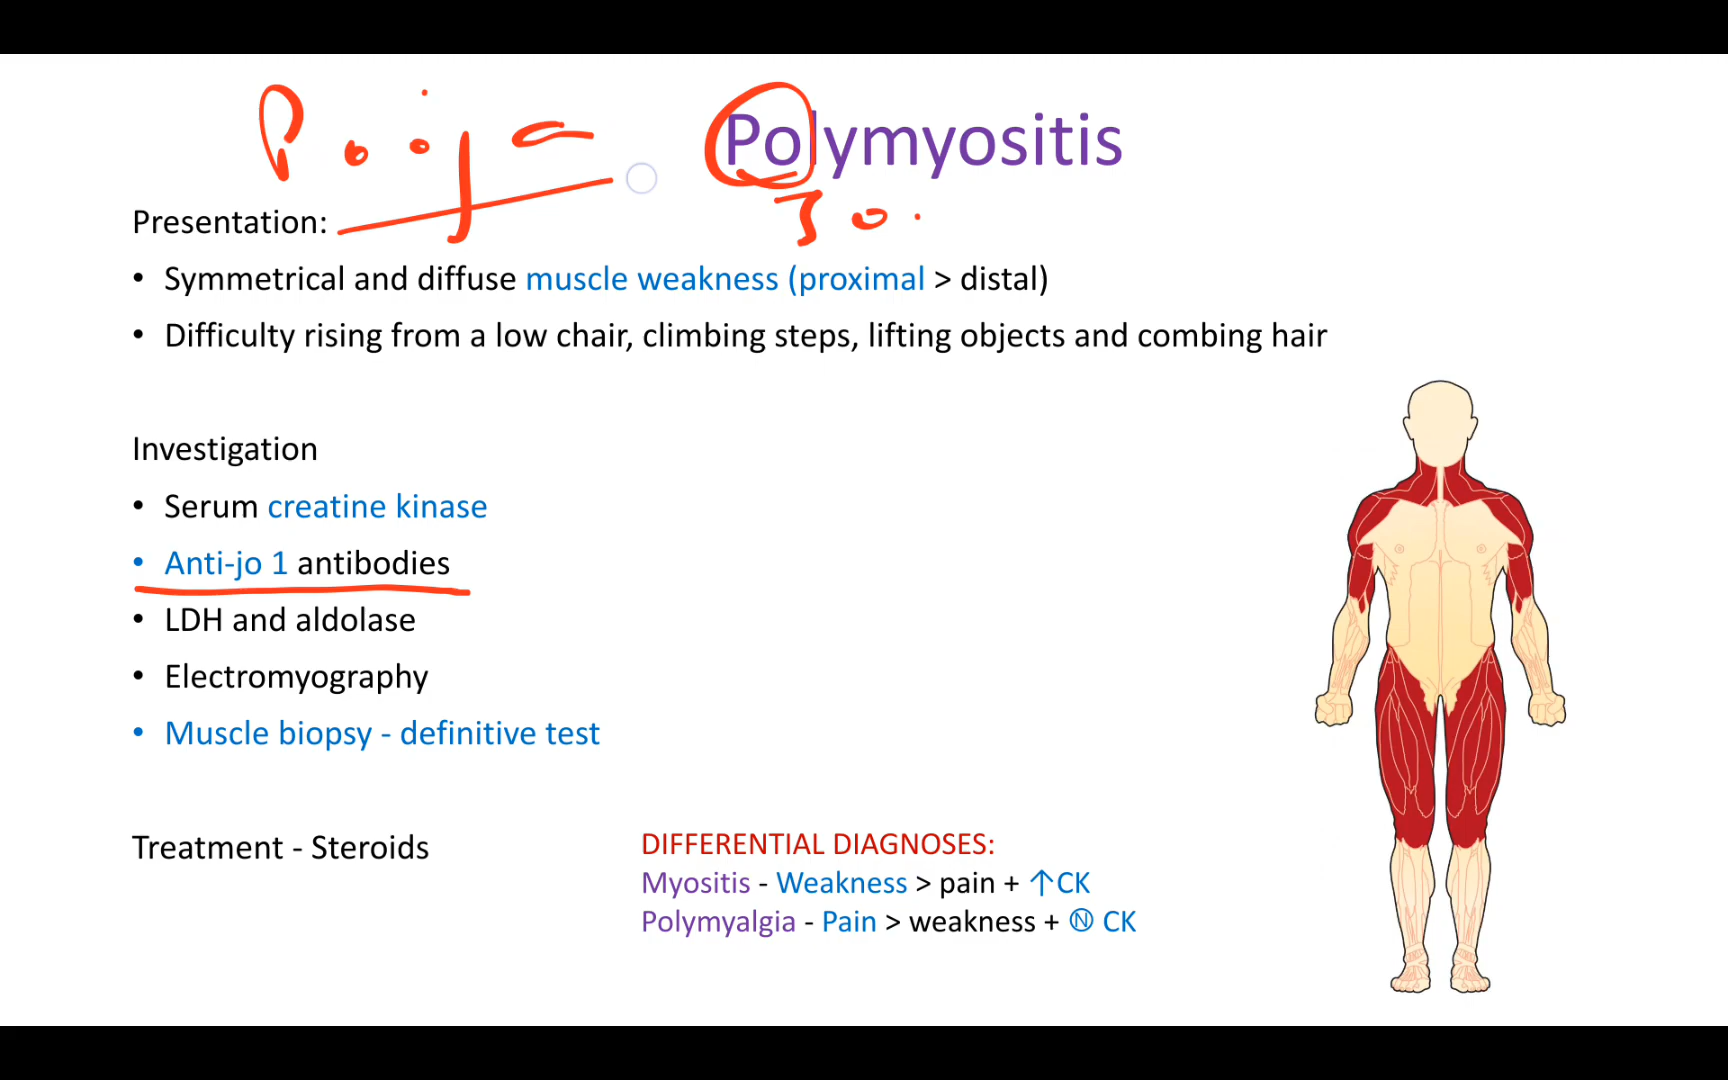 Pooja
Polymyositis
Jo.
Presentation:
• Symmetrical and diffuse muscle weakness (proximal > distal)
• Difficulty rising from a low chair, climbing steps, lifting objects and combing hair
Investigation
• Serum creatine kinase
• Anti-jo 1 antibodies
• LDH and aldolase
• Electromyography
• Muscle biopsy - definitive test
Treatment - Steroids
DIFFERENTIAL DIAGNOSES:
Myositis - Weakness > pain + ↑CK
Polymyalgia - Pain > weakness + Ⓝ CK